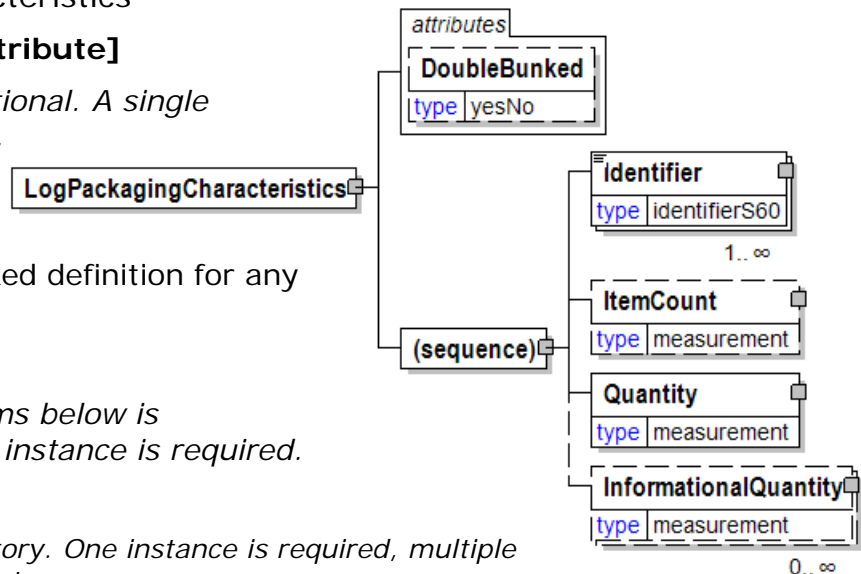 attributes
tribute]
DoubleBunked
type yesNo
tional. A single
LogPackagingCharacteristics
Identifier
type identifierS60
1.. ∞
ed definition for any
ItemCount
type measurement
(sequence)
Quantity
type measurement
ms below is
instance is required.
InformationalQuantity
type measurement
tory. One instance is required, multiple
0.. ∞